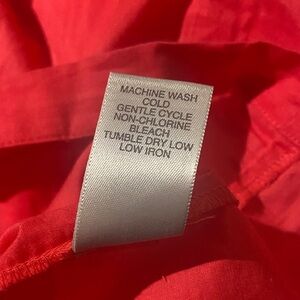 MACHINE WASH
COLD
GENTLE CYCLE
NON-CHLORINE
BLEACH
TUMBLE DRY LOW
LOW IRON